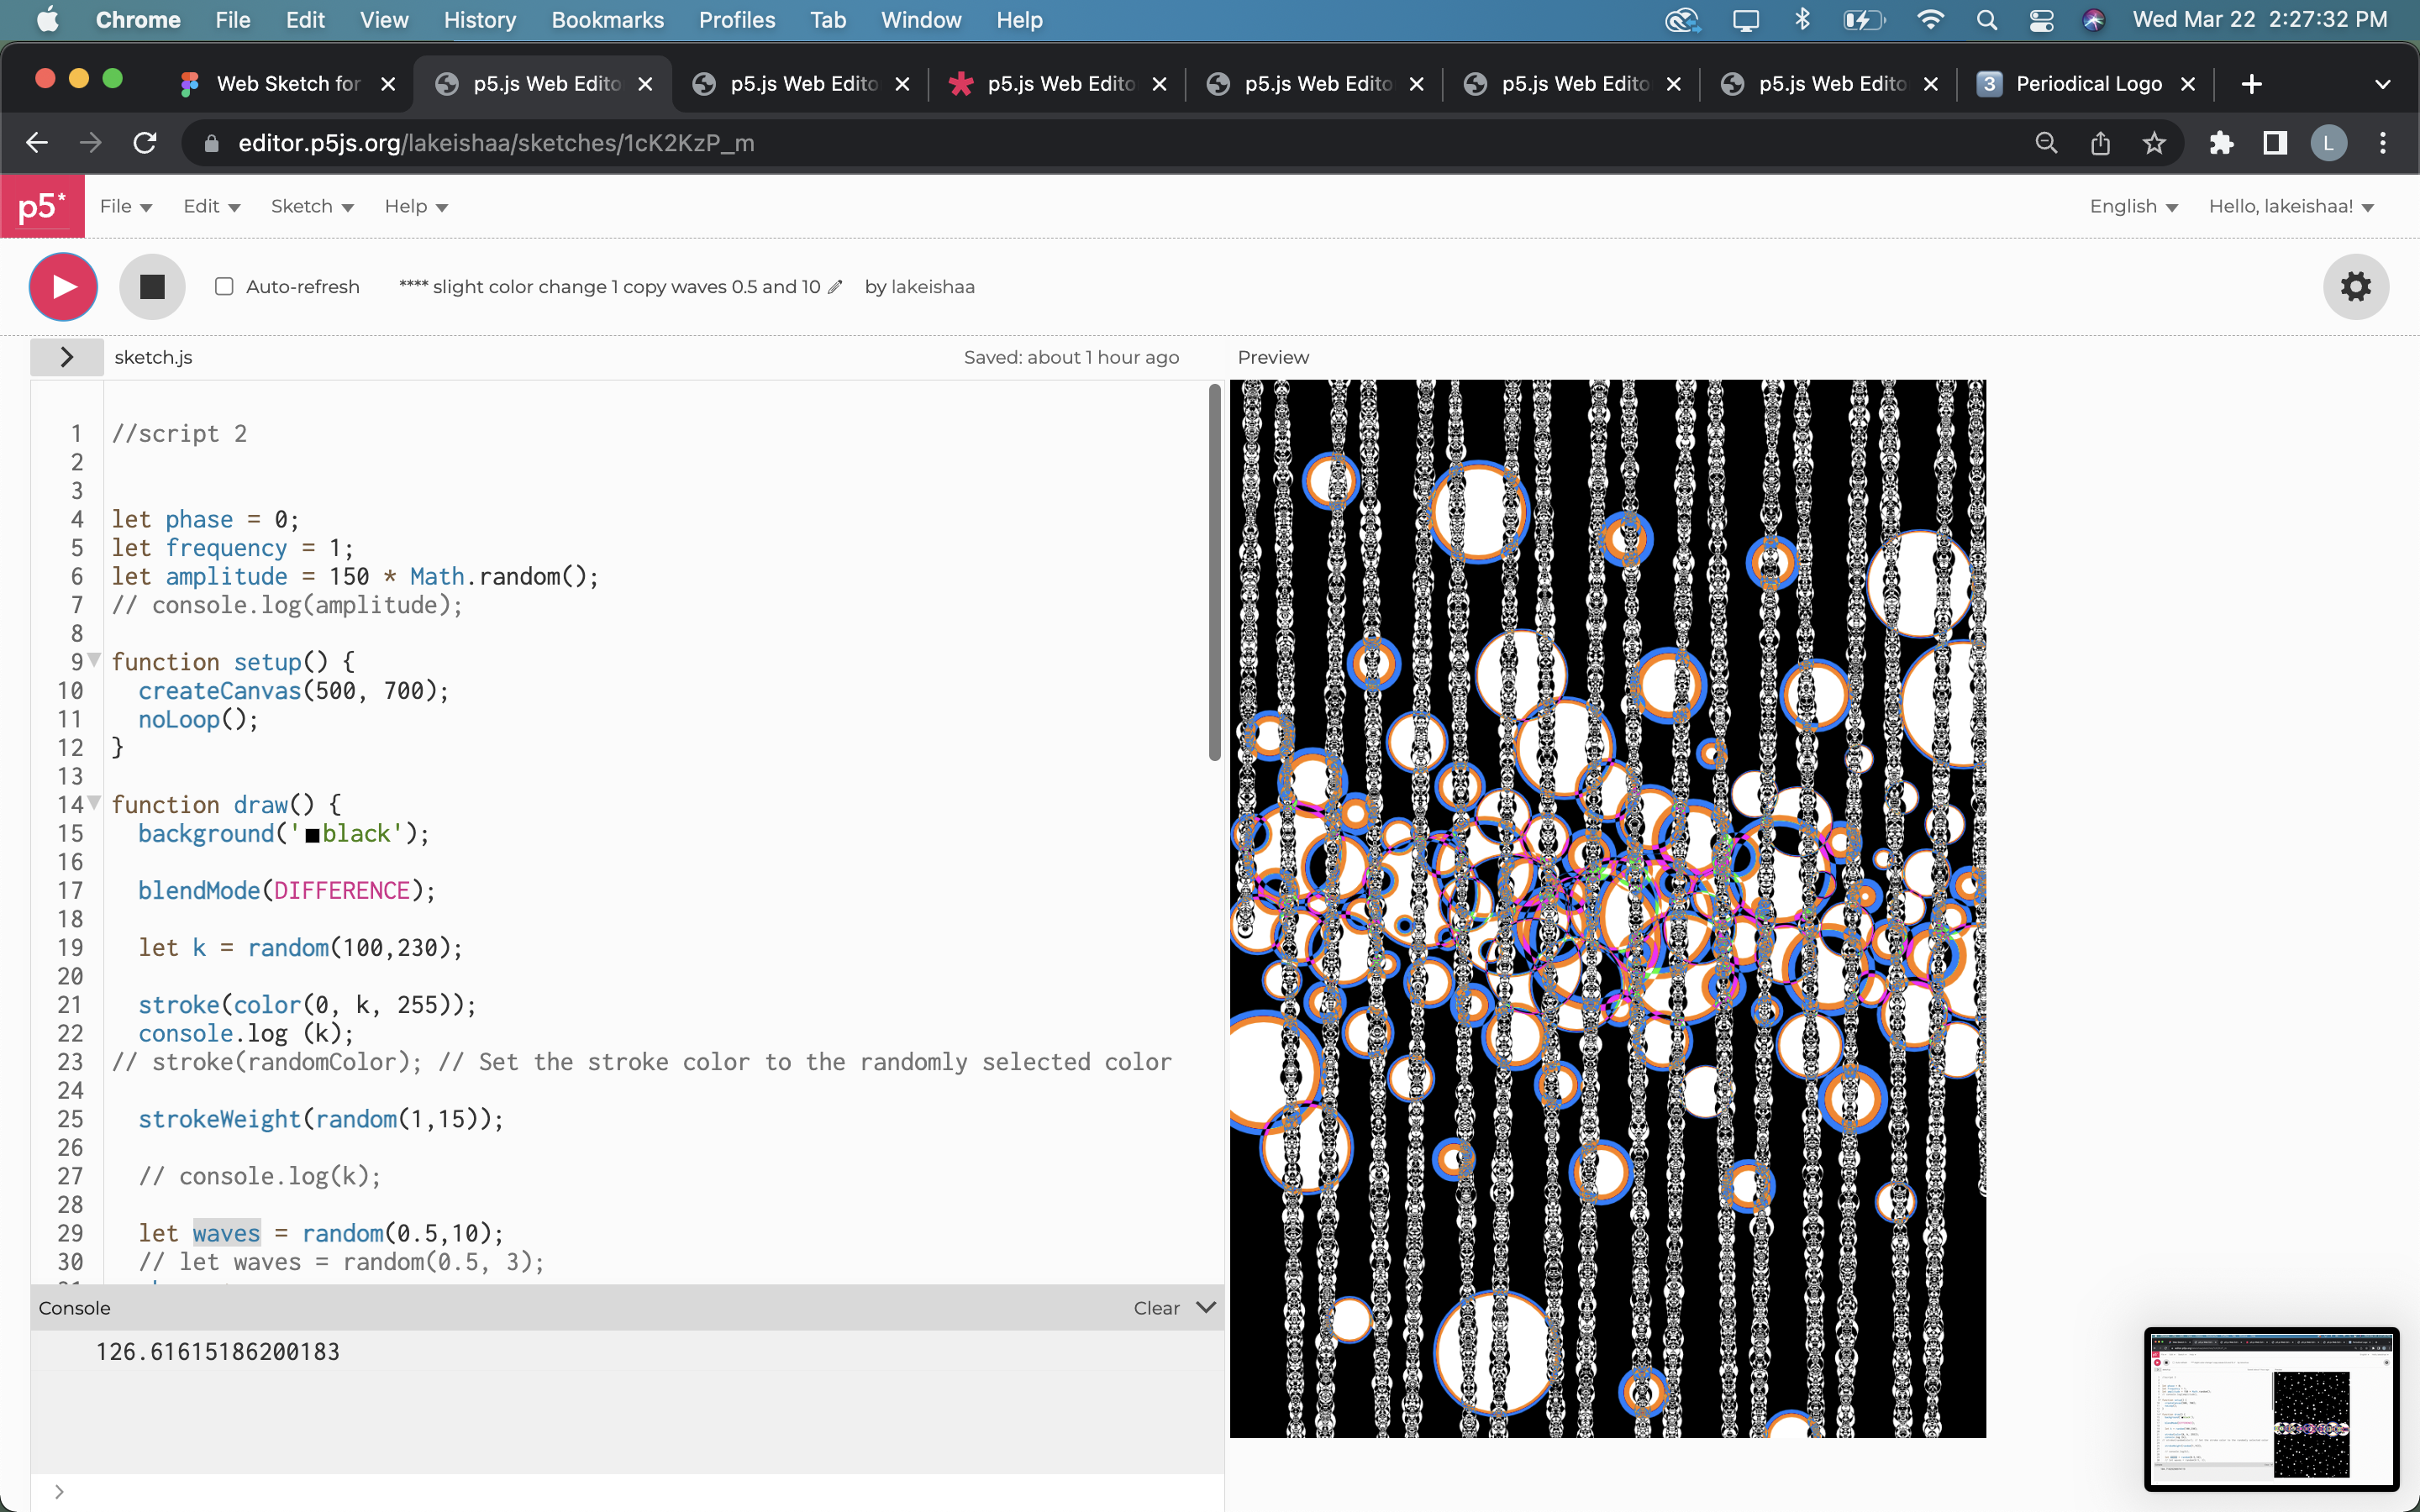 Chrome File Edit View History Bookmarks Profiles Tab Window Help Wed Mar 22 2:27:32 PM
Web Sketch for p5.js Web Edito p5.js Web Edito p5.js Web Edito p5.js Web Edito p5.js Web Edito p5.js Web Edito 3 Periodical Logo
editor.p5js.org/lakeishaa/sketches/1cK2KzP_m L
p5* File Edit Sketch Help English Hello, lakeishaa!
Auto-refresh **** slight color change 1 copy waves 0.5 and 10 by lakeishaa
> sketch.js Saved: about 1 hour ago Preview
1 //script 2
2
3
4 let phase = 0;
5 let frequency = 1;
6 let amplitude = 150 * Math.random();
7 // console.log(amplitude);
8
9 function setup() {
10 createCanvas(500, 700);
11 noLoop();
12 }
13
14 function draw() {
15 background('black');
16
17 blendMode(DIFFERENCE);
18
19 let k = random(100,230);
20
21 stroke(color(0, k, 255));
22 console.log (k);
23 // stroke(randomColor); // Set the stroke color to the randomly selected color
24
25 strokeWeight(random(1,15));
26
27 // console.log(k);
28
29 let waves = random(0.5,10);
30 // let waves = random(0.5, 3);
Console Clear
126.61615186200183
>